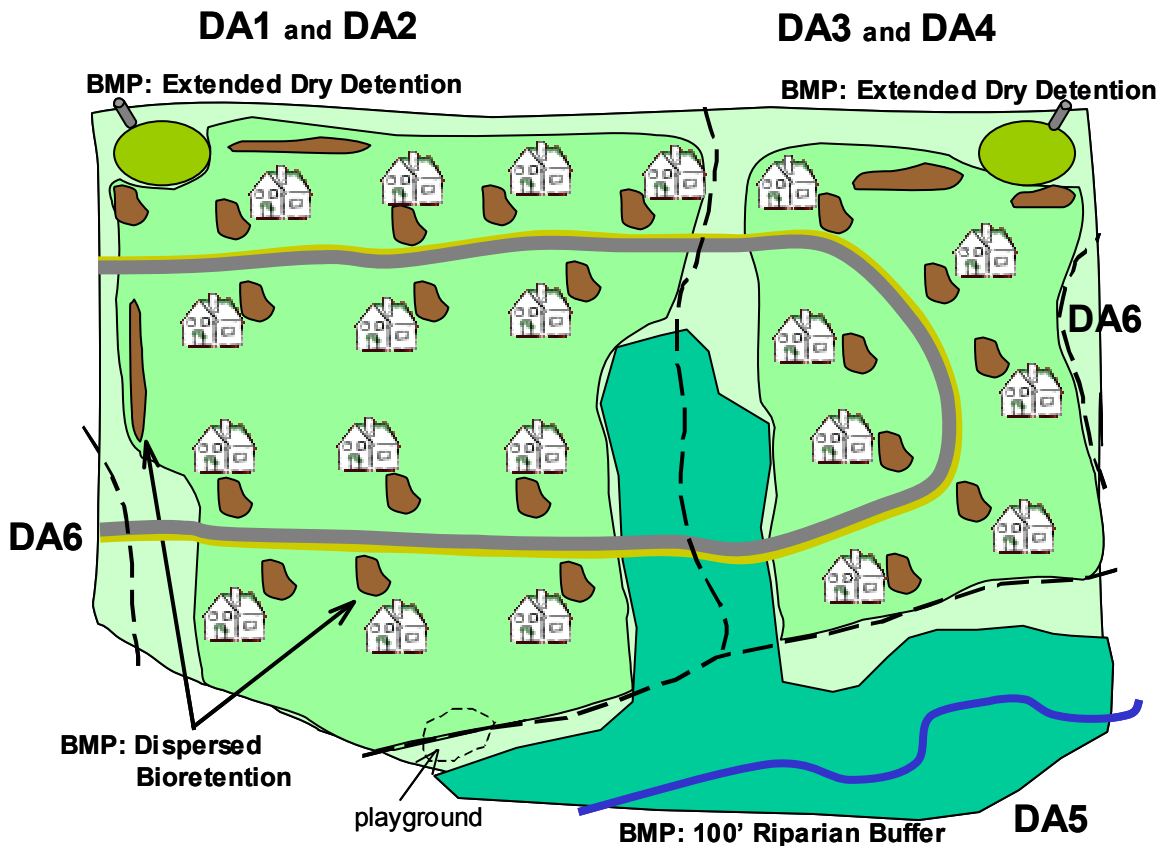 DA1 and DA2
DA3 and DA4
BMP: Extended Dry Detention
BMP: Extended Dry Detention
DA6
DA6
BMP: Dispersed
Bioretention
playground
DA5
BMP: 100’ Riparian Buffer